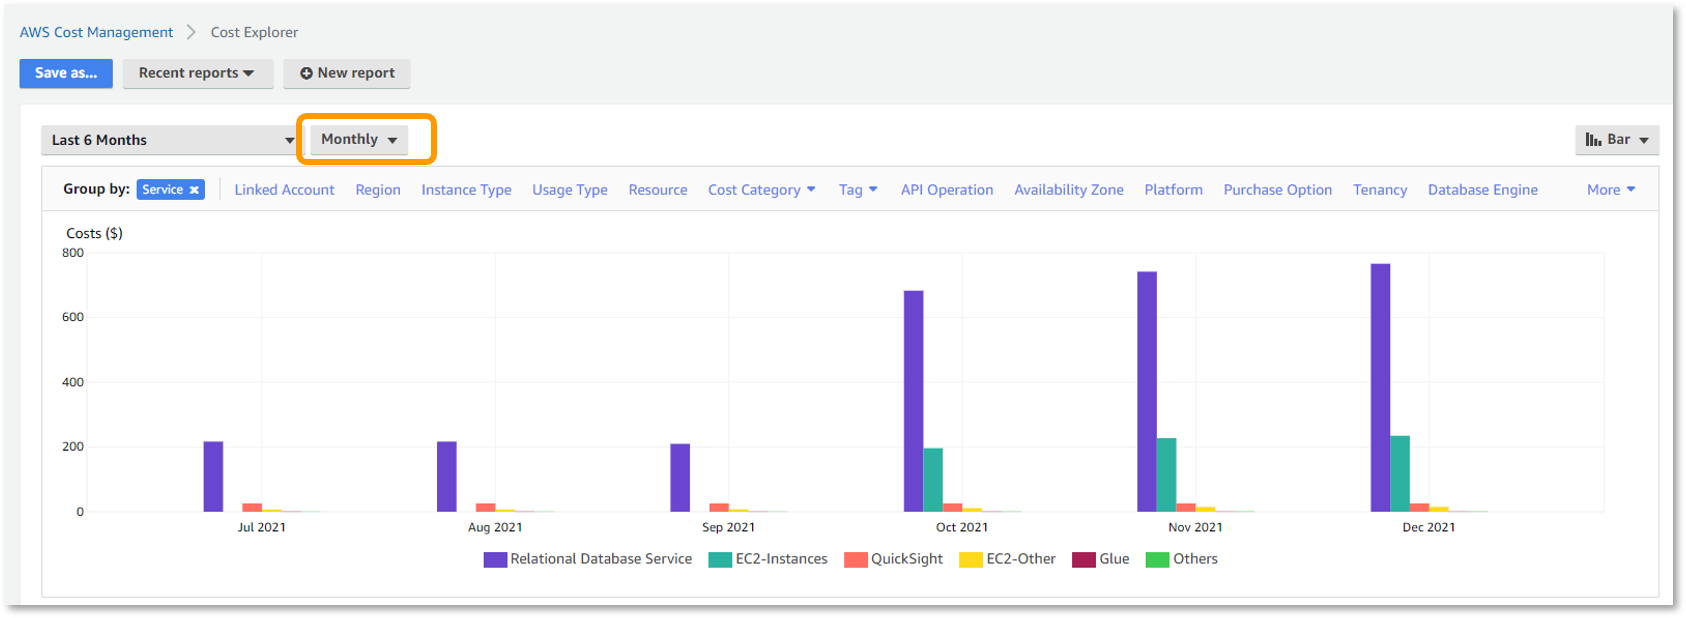 AWS Cost Management > Cost Explorer
Save as... Recent reports New report
Last 6 Months Monthly Bar
Group by: Service × Linked Account Region Instance Type Usage Type Resource Cost Category Tag API Operation Availability Zone Platform Purchase Option Tenancy Database Engine More
Costs ($)
800
600
400
200
0
Jul 2021 Aug 2021 Sep 2021 Oct 2021 Nov 2021 Dec 2021
Relational Database Service EC2-Instances QuickSight EC2-Other Glue Others